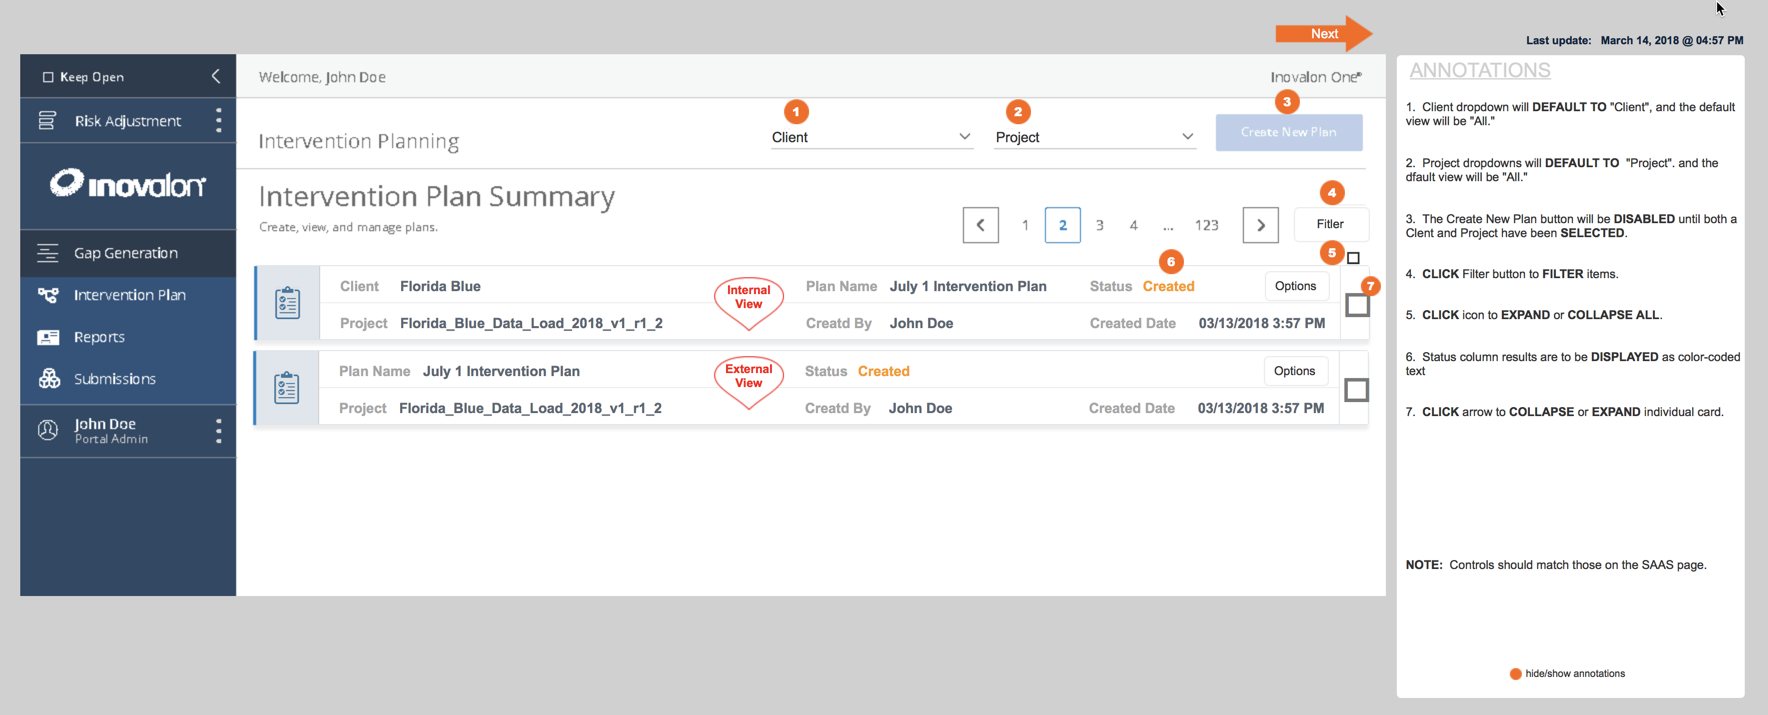 Next
Last update: March 14, 2018 @ 04:57 PM
Keep Open
Welcome, John Doe
Inovalon One®
Risk Adjustment
Intervention Planning
1
Client
2
Project
3
Create New Plan
inovalon
Intervention Plan Summary
Create, view, and manage plans.
1 2 3 4 ... 123
4
Fitler
5
6
7
Gap Generation
Intervention Plan
Reports
Submissions
John Doe
Portal Admin
Client Florida Blue
Internal View
Plan Name July 1 Intervention Plan
Status Created
Options
Project Florida_Blue_Data_Load_2018_v1_r1_2
Creatd By John Doe
Created Date 03/13/2018 3:57 PM
Plan Name July 1 Intervention Plan
External View
Status Created
Options
Project Florida_Blue_Data_Load_2018_v1_r1_2
Creatd By John Doe
Created Date 03/13/2018 3:57 PM
ANNOTATIONS
1. Client dropdown will DEFAULT TO "Client", and the default
view will be "All."
2. Project dropdowns will DEFAULT TO "Project". and the
dfault view will be "All."
3. The Create New Plan button will be DISABLED until both a
Client and Project have been SELECTED.
4. CLICK Filter button to FILTER items.
5. CLICK icon to EXPAND or COLLAPSE ALL.
6. Status column results are to be DISPLAYED as color-coded
text
7. CLICK arrow to COLLAPSE or EXPAND individual card.
NOTE: Controls should match those on the SAAS page.
hide/show annotations